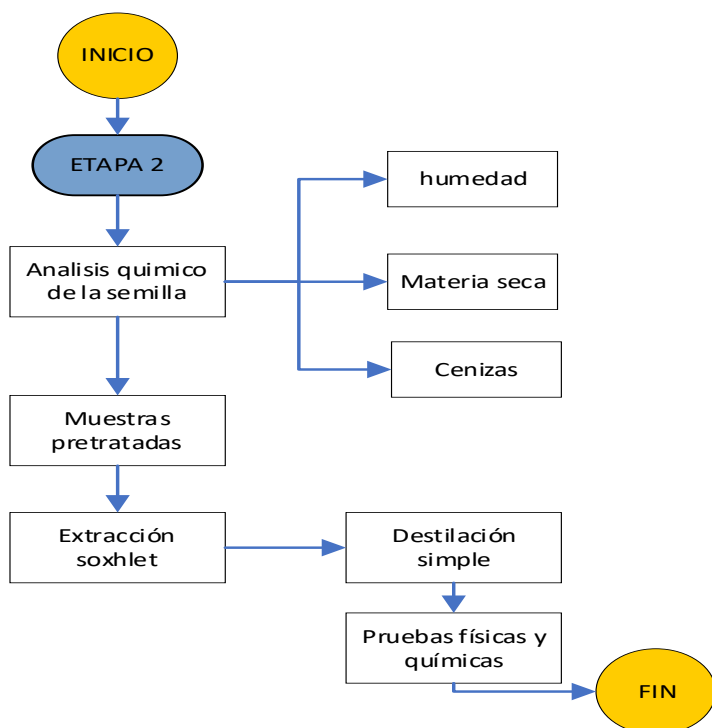 INICIO
ETAPA 2
humedad
Analisis quimico
de la semilla
Materia seca
Cenizas
Muestras
pretratadas
Extracción
soxhlet
Destilación
simple
Pruebas físicas y
químicas
FIN